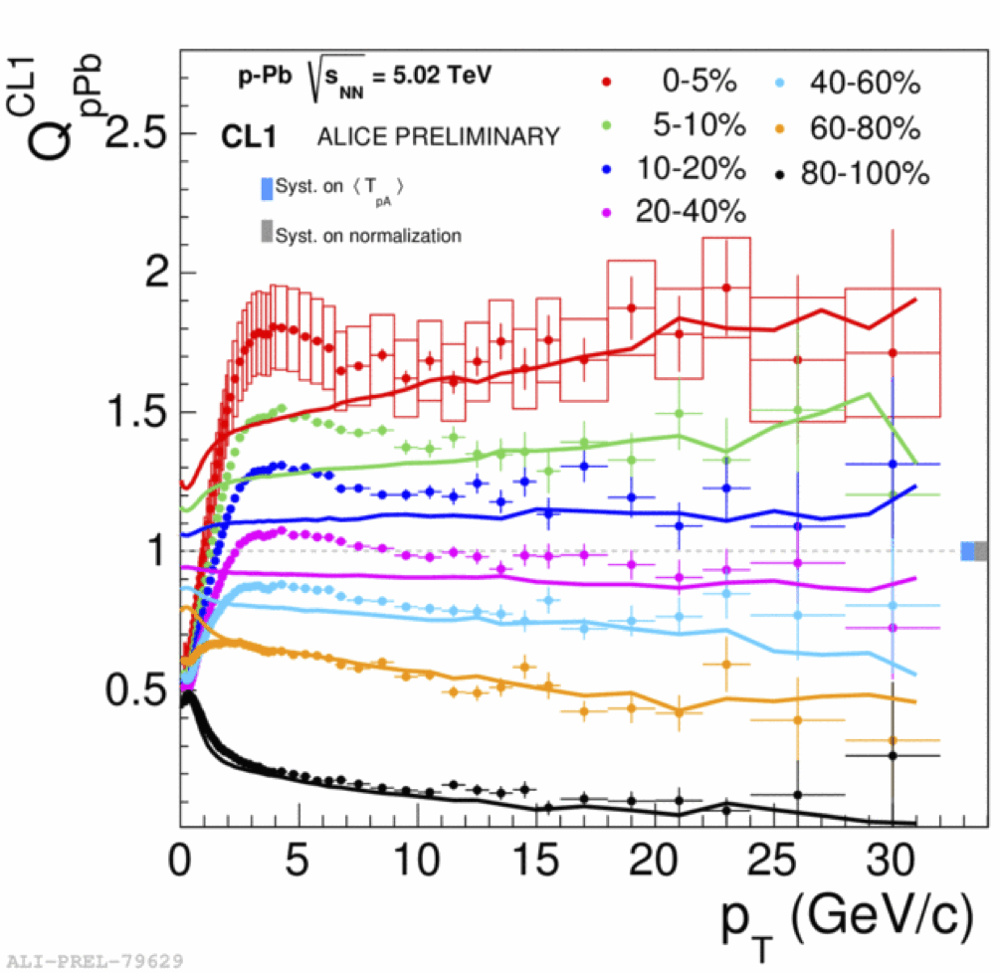 p-Pb √s_NN = 5.02 TeV
CL1 ALICE PRELIMINARY
Syst. on ⟨ T_pA ⟩
Syst. on normalization
0-5%
5-10%
10-20%
20-40%
40-60%
60-80%
80-100%
Q_pPb^CL1
2.5
2
1.5
1
0.5
0 5 10 15 20 25 30
p_T (GeV/c)
ALI-PREL-79629